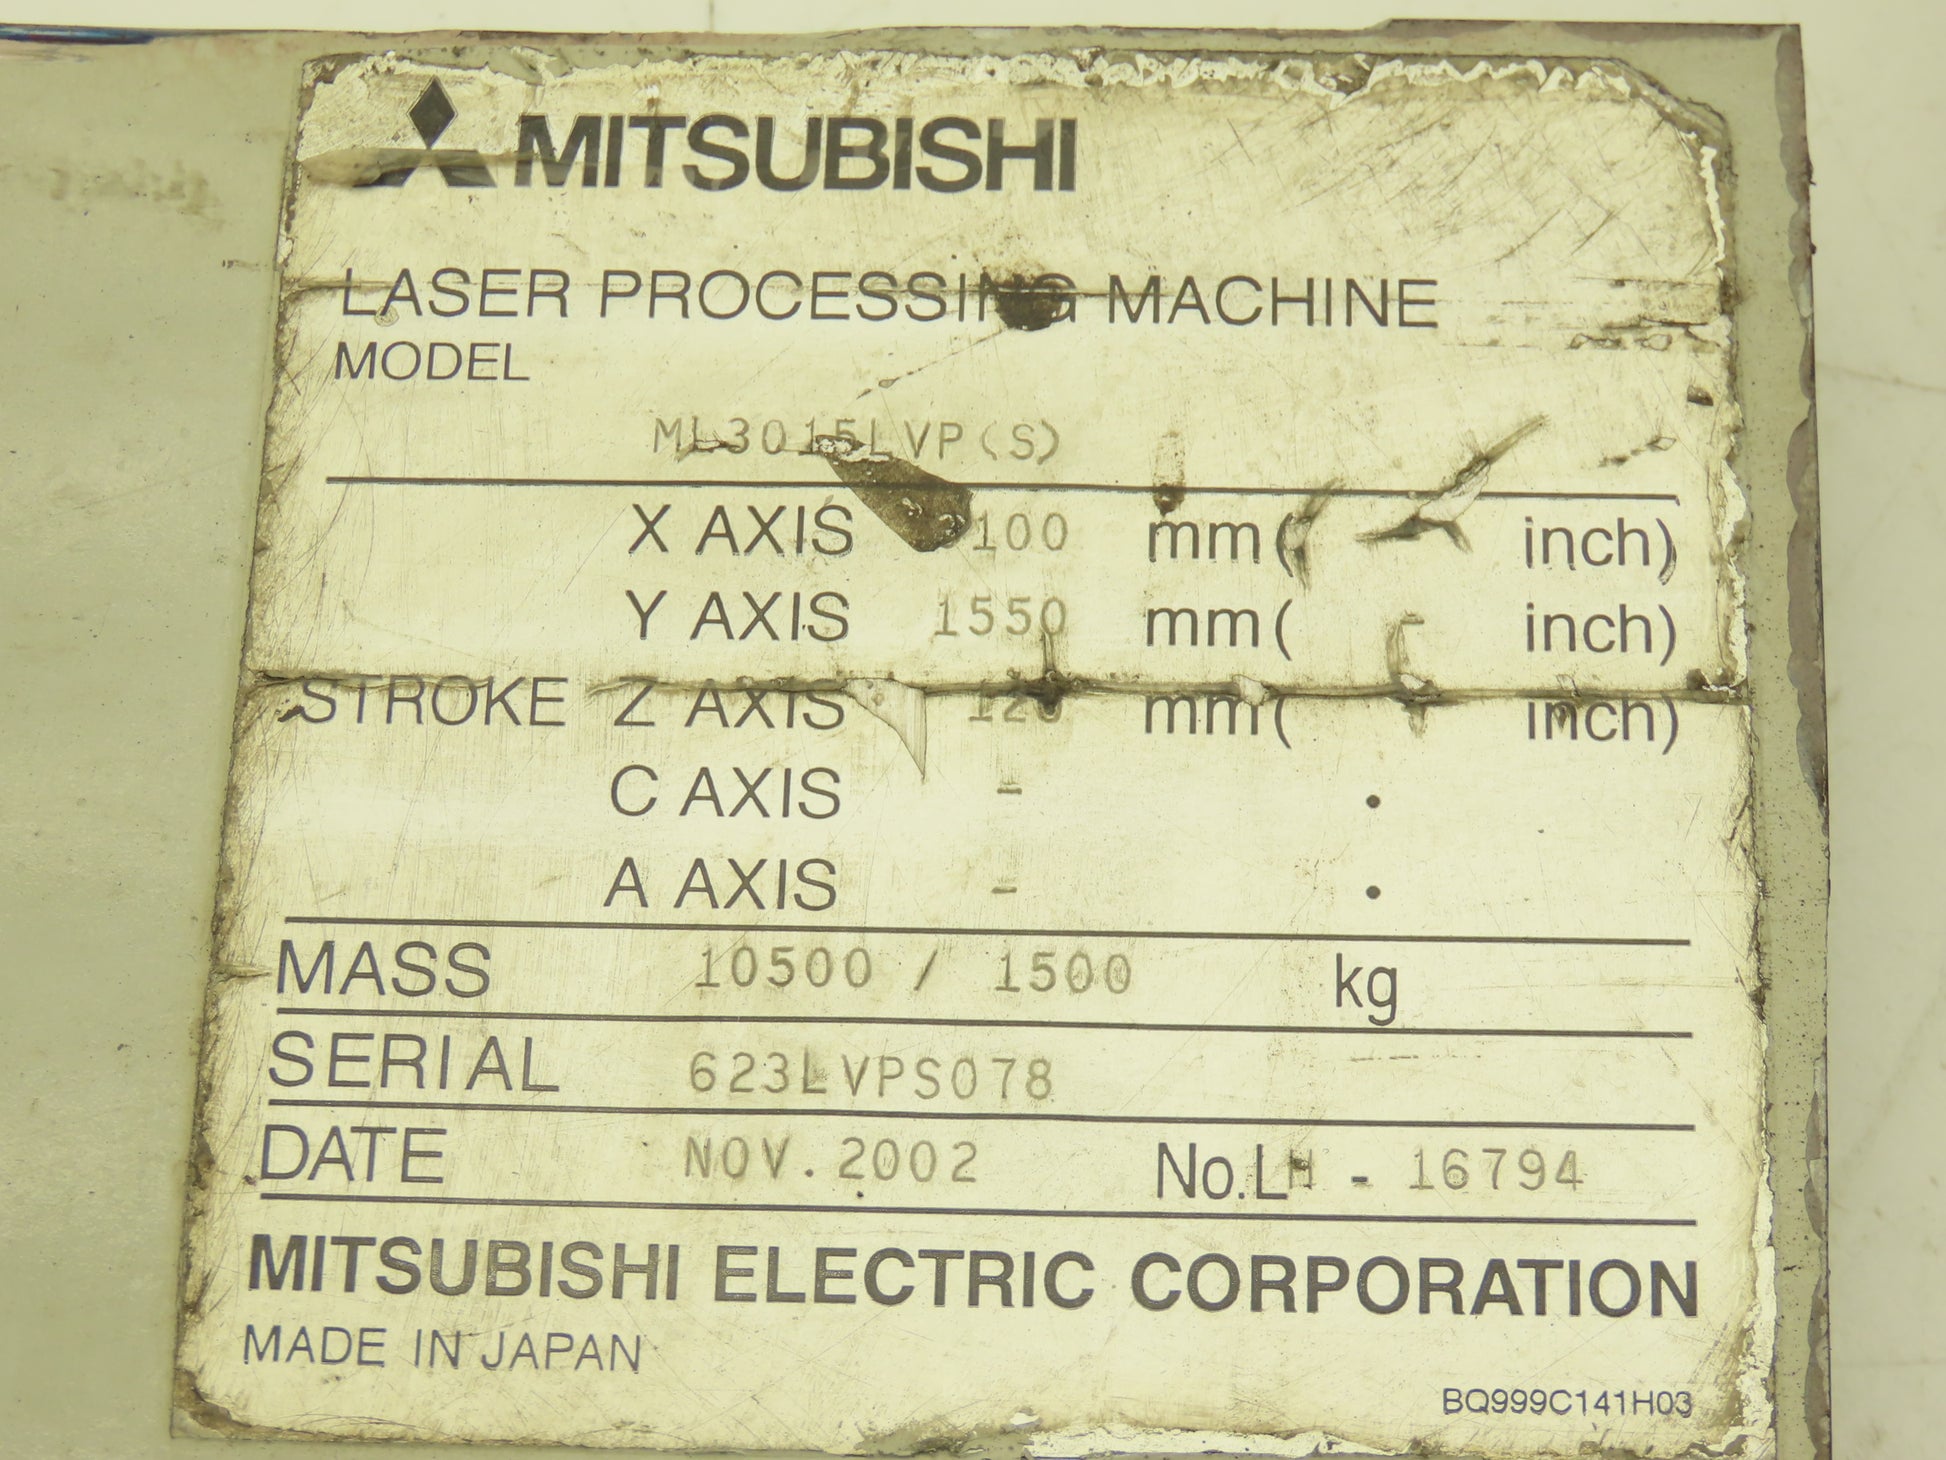 MITSUBISHI
LASER PROCESSING MACHINE
MODEL
ML3015LVP(S)
X AXIS 100 mm( inch)
Y AXIS 1550 mm( inch)
STROKE Z AXIS mm( inch)
C AXIS - •
A AXIS - •
MASS 10500 / 1500 kg
SERIAL 623LVPS078
DATE NOV.2002 No.LH - 16794
MITSUBISHI ELECTRIC CORPORATION
MADE IN JAPAN
BQ999C141H03